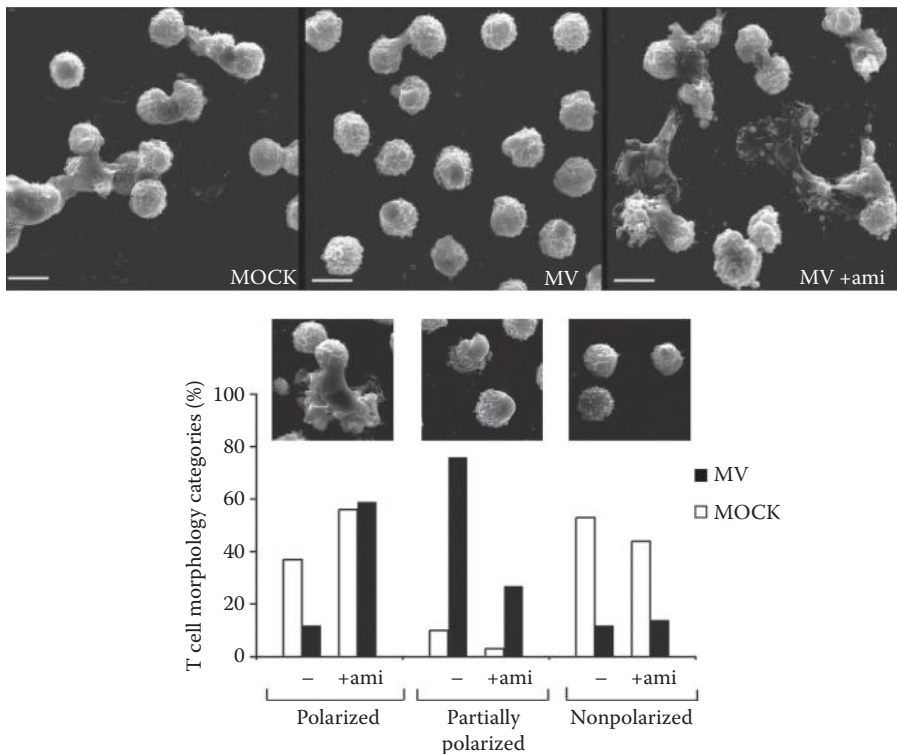 MOCK
MV
MV +ami
T cell morphology categories (%)
100
80
60
40
20
0
MV
MOCK
– +ami – +ami – +ami
Polarized Partially polarized Nonpolarized